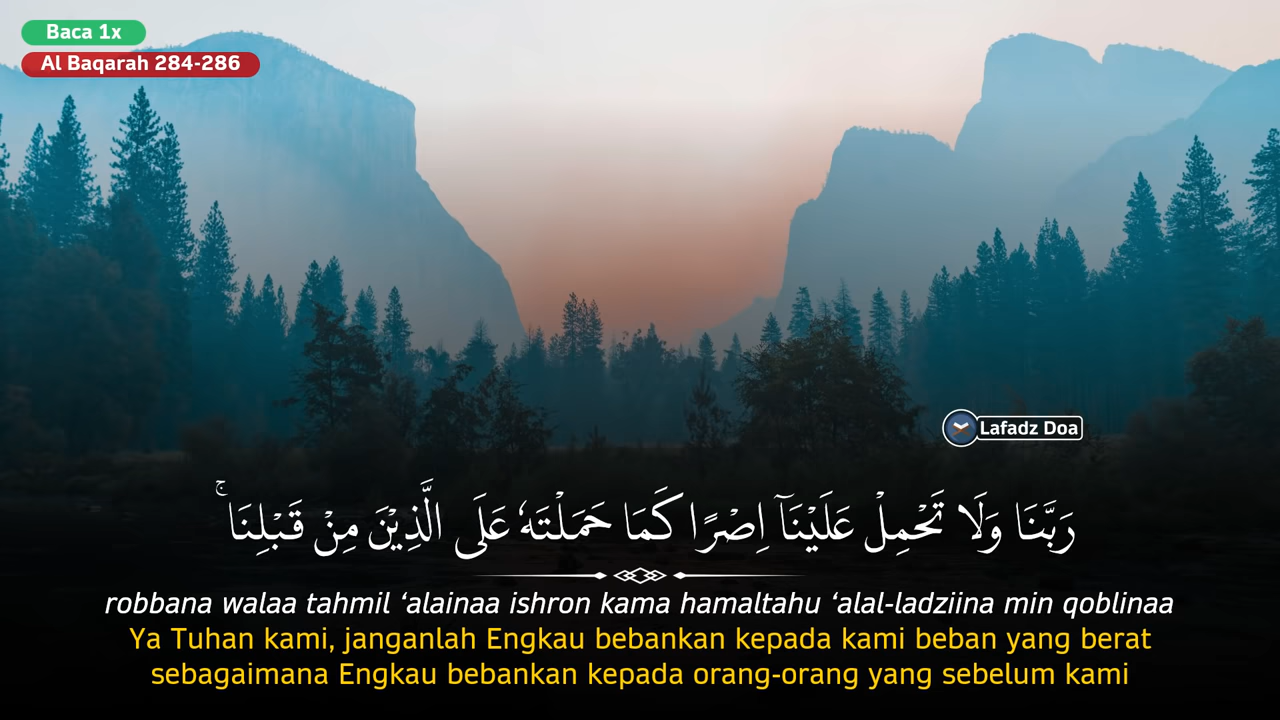 Baca 1x
Al Baqarah 284-286
Lafadz Doa
رَبَّنَا وَلَا تَحْمِلْ عَلَيْنَآ اِصْرًا كَمَا حَمَلْتَهٗ عَلَى الَّذِيْنَ مِنْ قَبْلِنَا ۚ
robbana walaa tahmil ‘alainaa ishron kama hamaltahu ‘alal-ladziina min qoblinaa
Ya Tuhan kami, janganlah Engkau bebankan kepada kami beban yang berat
sebagaimana Engkau bebankan kepada orang-orang yang sebelum kami